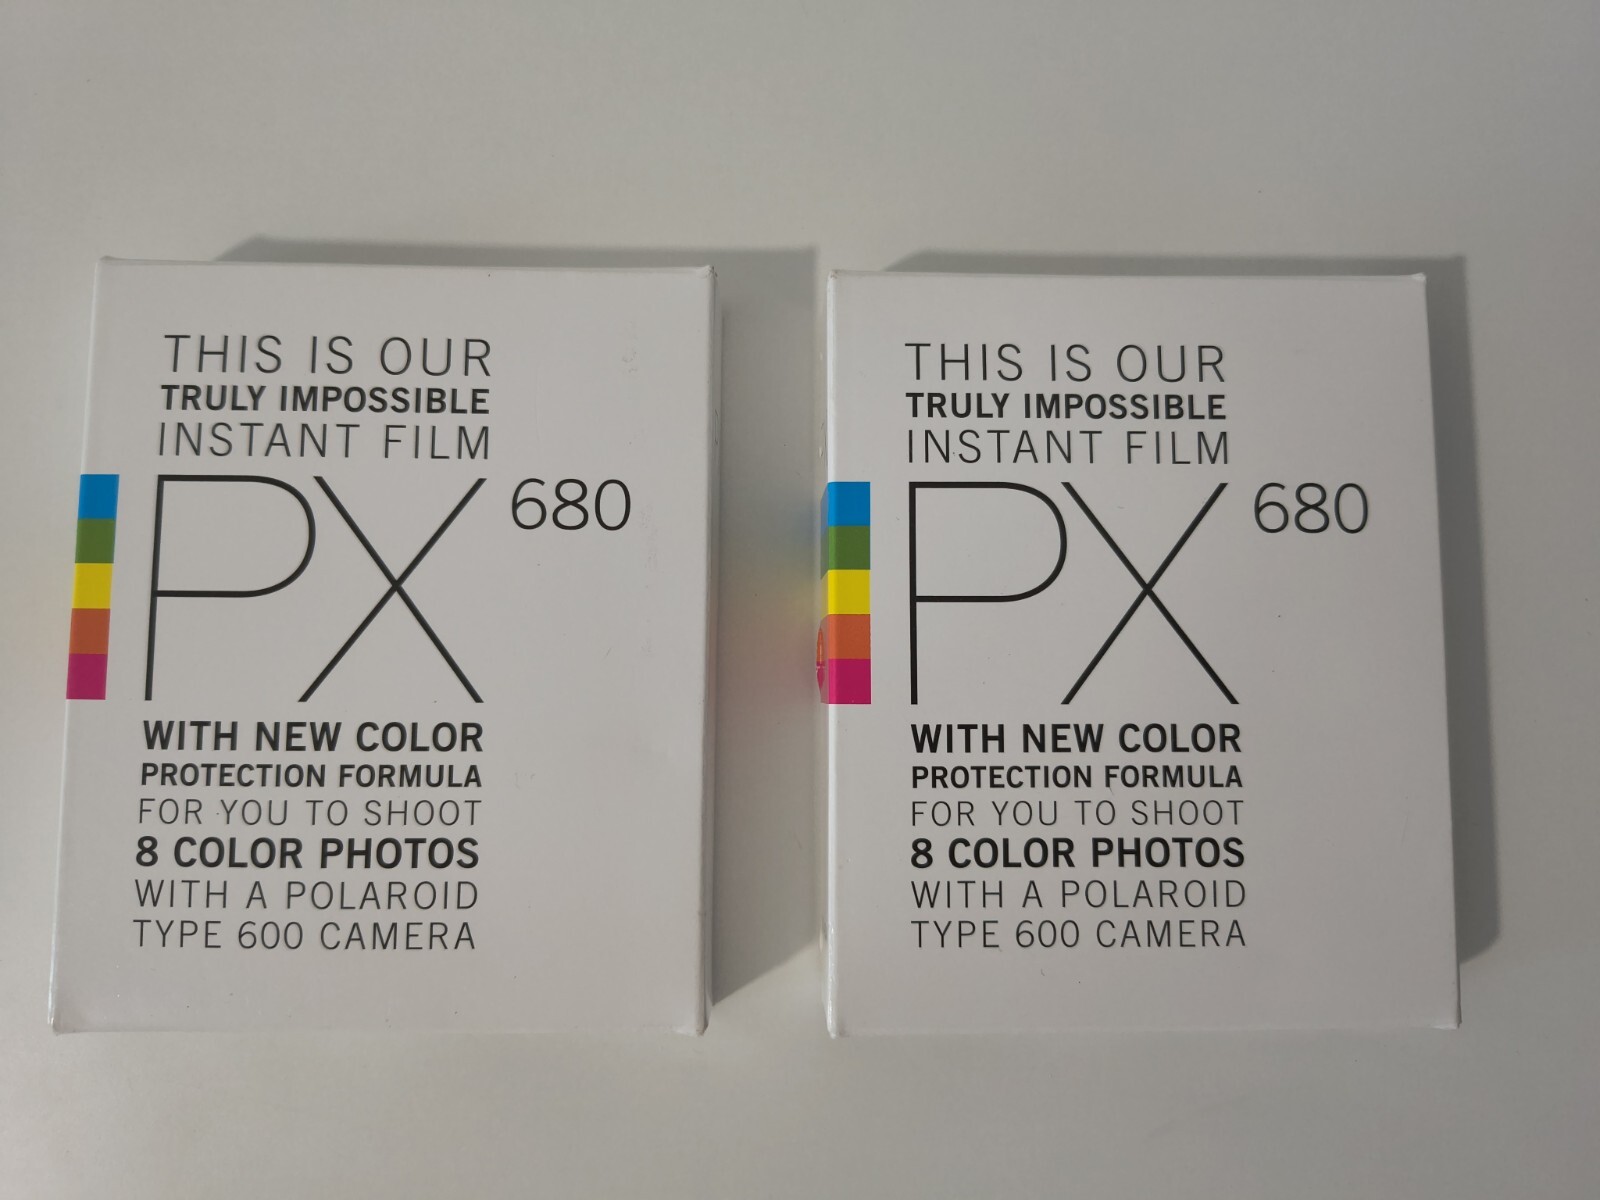 THIS IS OUR
TRULY IMPOSSIBLE
INSTANT FILM
PX 680
WITH NEW COLOR
PROTECTION FORMULA
FOR YOU TO SHOOT
8 COLOR PHOTOS
WITH A POLAROID
TYPE 600 CAMERA
THIS IS OUR
TRULY IMPOSSIBLE
INSTANT FILM
PX 680
WITH NEW COLOR
PROTECTION FORMULA
FOR YOU TO SHOOT
8 COLOR PHOTOS
WITH A POLAROID
TYPE 600 CAMERA